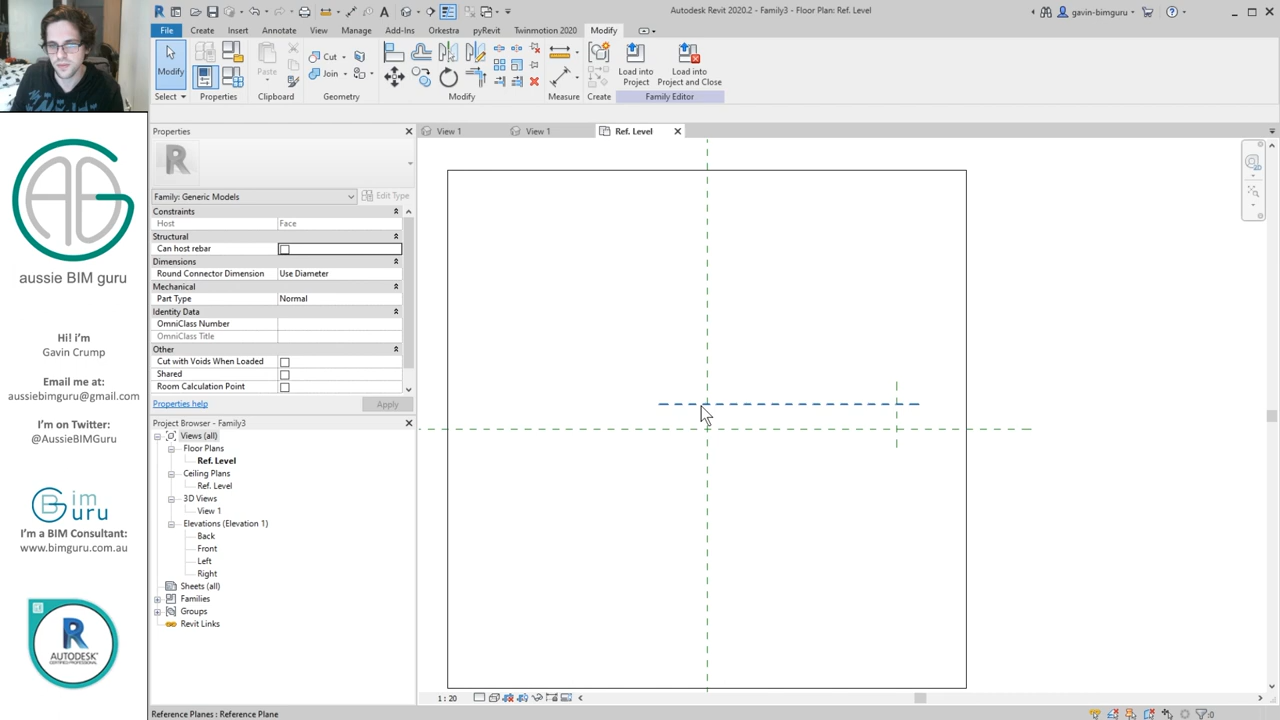 Autodesk Revit 2020.2 - Family3 - Floor Plan: Ref. Level
gavin-bimguru
File
Create
Insert
Annotate
View
Manage
Add-Ins
Orkestra
pyRevit
Twinmotion 2020
Modify
Modify
Paste
Cut
Join
Load into
Project
Load into
Project and Close
Select
Properties
Clipboard
Geometry
Modify
Measure
Create
Family Editor
Properties
View 1
View 1
Ref. Level
R
Family: Generic Models
Edit Type
Constraints
Host
Face
Structural
Can host rebar
Dimensions
Round Connector Dimension
Use Diameter
Mechanical
Part Type
Normal
Identity Data
OmniClass Number
OmniClass Title
Other
Cut with Voids When Loaded
Shared
Room Calculation Point
Properties help
Apply
Project Browser - Family3
Views (all)
Floor Plans
Ref. Level
Ceiling Plans
Ref. Level
3D Views
View 1
Elevations (Elevation 1)
Back
Front
Left
Right
Sheets (all)
Families
Groups
Revit Links
1 : 20
Reference Planes : Reference Plane
:0
ABG
aussie BIM guru
Hi! i'm
Gavin Crump
Email me at:
aussiebimguru@gmail.com
I'm on Twitter:
@AussieBIMGuru
Bim
Guru
I'm a BIM Consultant:
www.bimguru.com.au
R
AUTODESK
CERTIFIED PROFESSIONAL